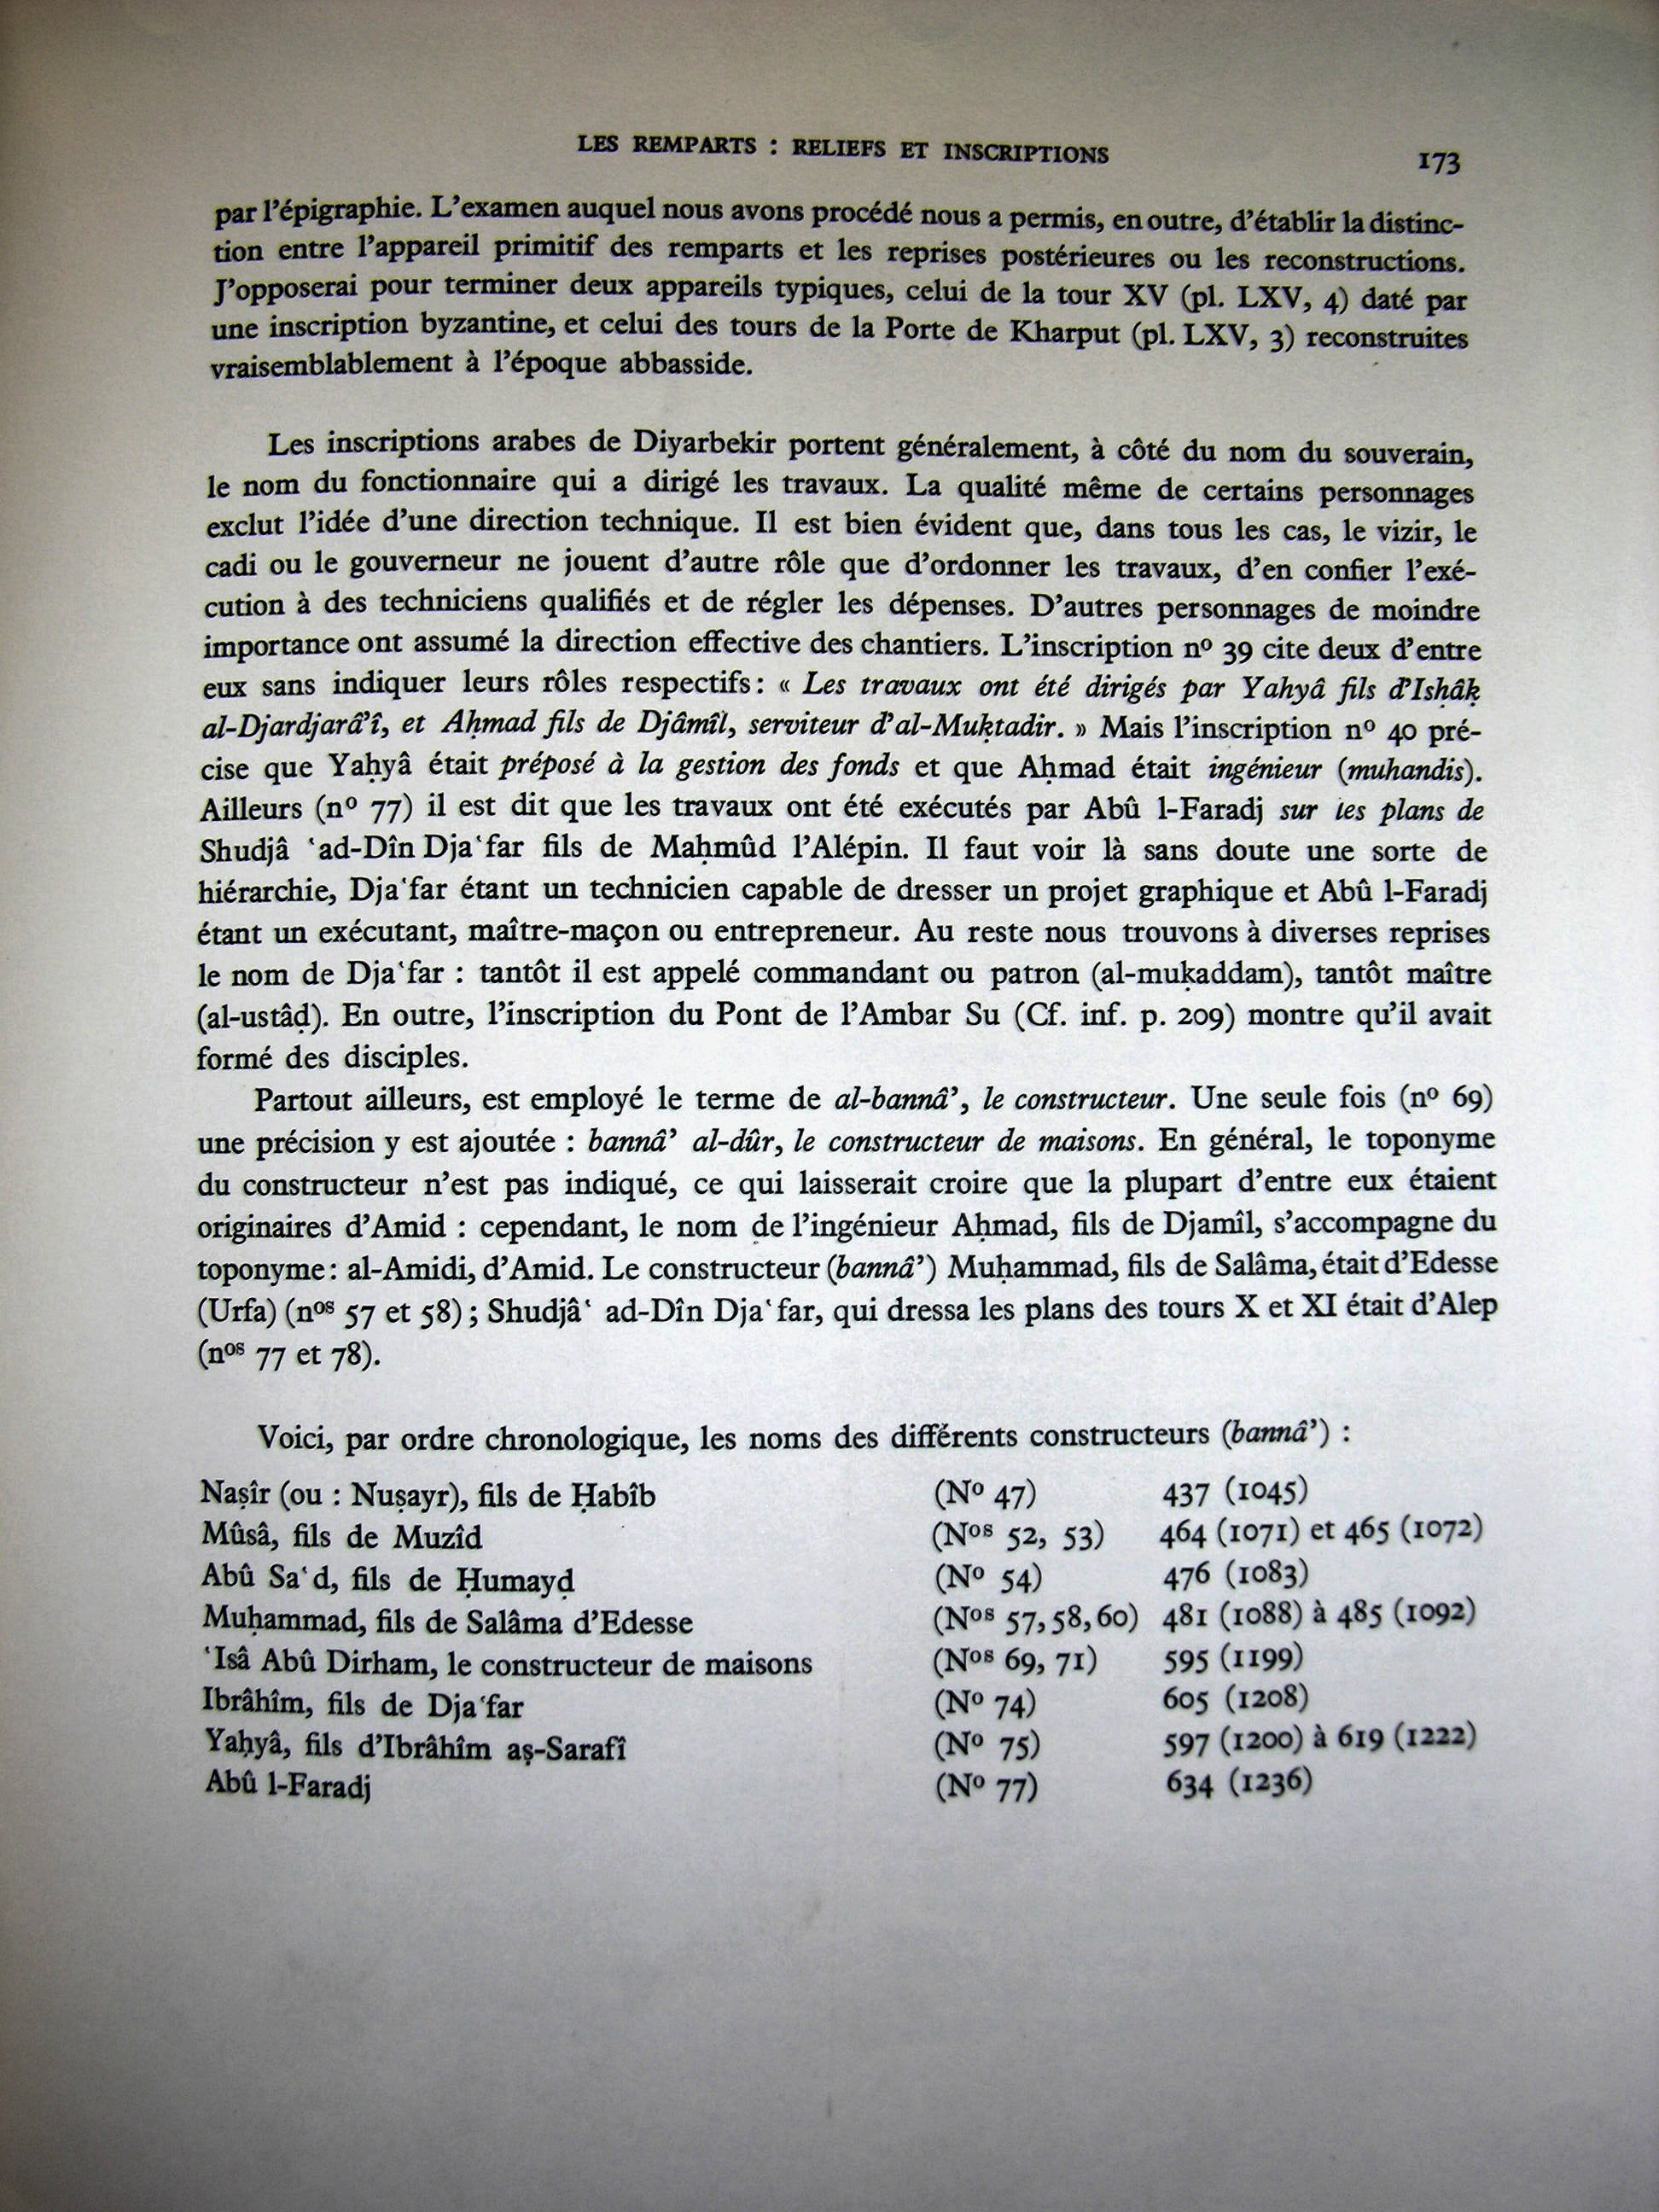 LES REMPARTS : RELIEFS ET INSCRIPTIONS 173
par l’épigraphie. L’examen auquel nous avons procédé nous a permis, en outre, d’établir la distinc-
tion entre l’appareil primitif des remparts et les reprises postérieures ou les reconstructions.
J’opposerai pour terminer deux appareils typiques, celui de la tour XV (pl. LXV, 4) daté par
une inscription byzantine, et celui des tours de la Porte de Kharput (pl. LXV, 3) reconstruites
vraisemblablement à l’époque abbasside.
Les inscriptions arabes de Diyarbekir portent généralement, à côté du nom du souverain,
le nom du fonctionnaire qui a dirigé les travaux. La qualité même de certains personnages
exclut l’idée d’une direction technique. Il est bien évident que, dans tous les cas, le vizir, le
cadi ou le gouverneur ne jouent d’autre rôle que d’ordonner les travaux, d’en confier l’exé-
cution à des techniciens qualifiés et de régler les dépenses. D’autres personnages de moindre
importance ont assumé la direction effective des chantiers. L’inscription nº 39 cite deux d’entre
eux sans indiquer leurs rôles respectifs : « Les travaux ont été dirigés par Yahyâ fils d’Isḥâḳ
al-Djardjarâ’î, et Aḥmad fils de Djâmîl, serviteur d’al-Muḳtadir. » Mais l’inscription nº 40 pré-
cise que Yaḥyâ était préposé à la gestion des fonds et que Aḥmad était ingénieur (muhandis).
Ailleurs (nº 77) il est dit que les travaux ont été exécutés par Abû l-Faradj sur les plans de
Shudjâ ‘ad-Dîn Dja‘far fils de Maḥmûd l’Alépin. Il faut voir là sans doute une sorte de
hiérarchie, Dja‘far étant un technicien capable de dresser un projet graphique et Abû l-Faradj
étant un exécutant, maître-maçon ou entrepreneur. Au reste nous trouvons à diverses reprises
le nom de Dja‘far : tantôt il est appelé commandant ou patron (al-muḳaddam), tantôt maître
(al-ustâḍ). En outre, l’inscription du Pont de l’Ambar Su (Cf. inf. p. 209) montre qu’il avait
formé des disciples.
Partout ailleurs, est employé le terme de al-bannâ’, le constructeur. Une seule fois (nº 69)
une précision y est ajoutée : bannâ’ al-dûr, le constructeur de maisons. En général, le toponyme
du constructeur n’est pas indiqué, ce qui laisserait croire que la plupart d’entre eux étaient
originaires d’Amid : cependant, le nom de l’ingénieur Aḥmad, fils de Djamîl, s’accompagne du
toponyme : al-Amidi, d’Amid. Le constructeur (bannâ’) Muḥammad, fils de Salâma, était d’Edesse
(Urfa) (nos 57 et 58) ; Shudjâ‘ ad-Dîn Dja‘far, qui dressa les plans des tours X et XI était d’Alep
(nos 77 et 78).
Voici, par ordre chronologique, les noms des différents constructeurs (bannâ’) :
Naṣîr (ou : Nuṣayr), fils de Ḥabîb (Nº 47) 437 (1045)
Mûsâ, fils de Muzîd (Nos 52, 53) 464 (1071) et 465 (1072)
Abû Sa‘d, fils de Ḥumayḍ (Nº 54) 476 (1083)
Muḥammad, fils de Salâma d’Edesse (Nos 57, 58, 60) 481 (1088) à 485 (1092)
‘Isâ Abû Dirham, le constructeur de maisons (Nos 69, 71) 595 (1199)
Ibrâhîm, fils de Dja‘far (Nº 74) 605 (1208)
Yaḥyâ, fils d’Ibrâhîm aṣ-Sarafî (Nº 75) 597 (1200) à 619 (1222)
Abû l-Faradj (Nº 77) 634 (1236)